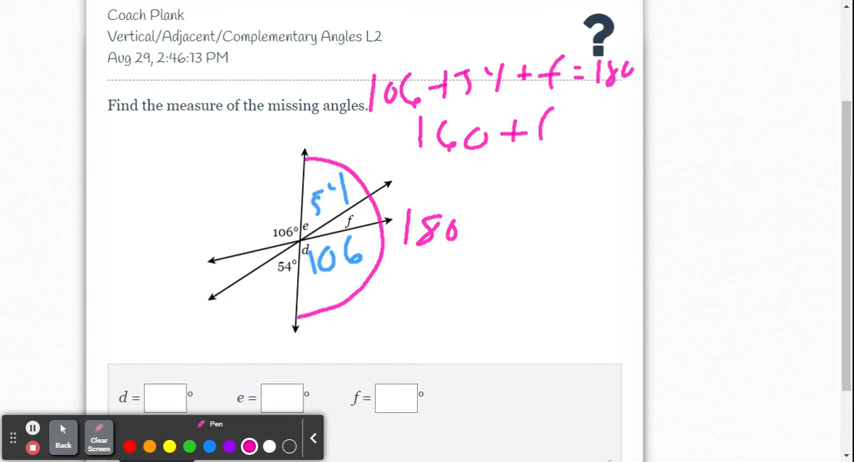 Coach Plank
Vertical/Adjacent/Complementary Angles L2
Aug 29, 2:46:13 PM
?
106+54+f=180
Find the measure of the missing angles.
160+
54
106° e
f
180
d
106
54°
d = ° e = ° f = °
Pen
Back
Clear Screen